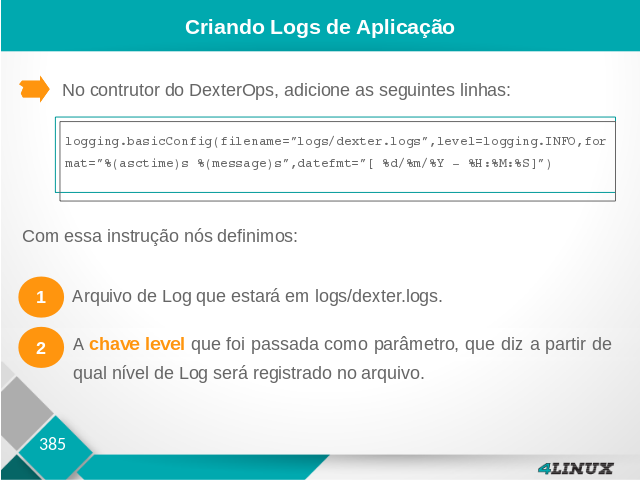 Criando Logs de Aplicação
No contrutor do DexterOps, adicione as seguintes linhas:
logging.basicConfig(filename=”logs/dexter.logs”,level=logging.INFO,for
mat=”%(asctime)s %(message)s”,datefmt=”[ %d/%m/%Y - %H:%M:%S]”)
Com essa instrução nós definimos:
1 Arquivo de Log que estará em logs/dexter.logs.
2 A chave level que foi passada como parâmetro, que diz a partir de
qual nível de Log será registrado no arquivo.
385
4LINUX